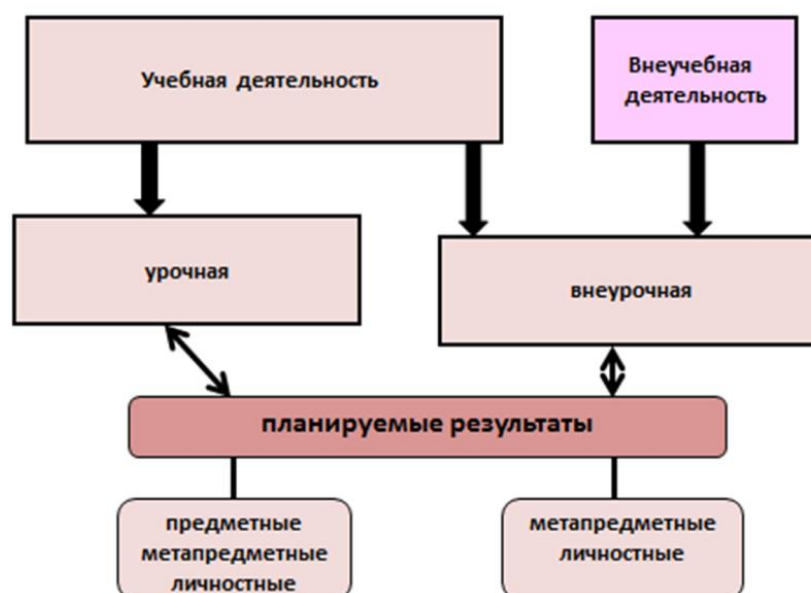 Учебная деятельность
Внеучебная
деятельность
урочная
внеурочная
планируемые результаты
предметные
метапредметные
личностные
метапредметные
личностные